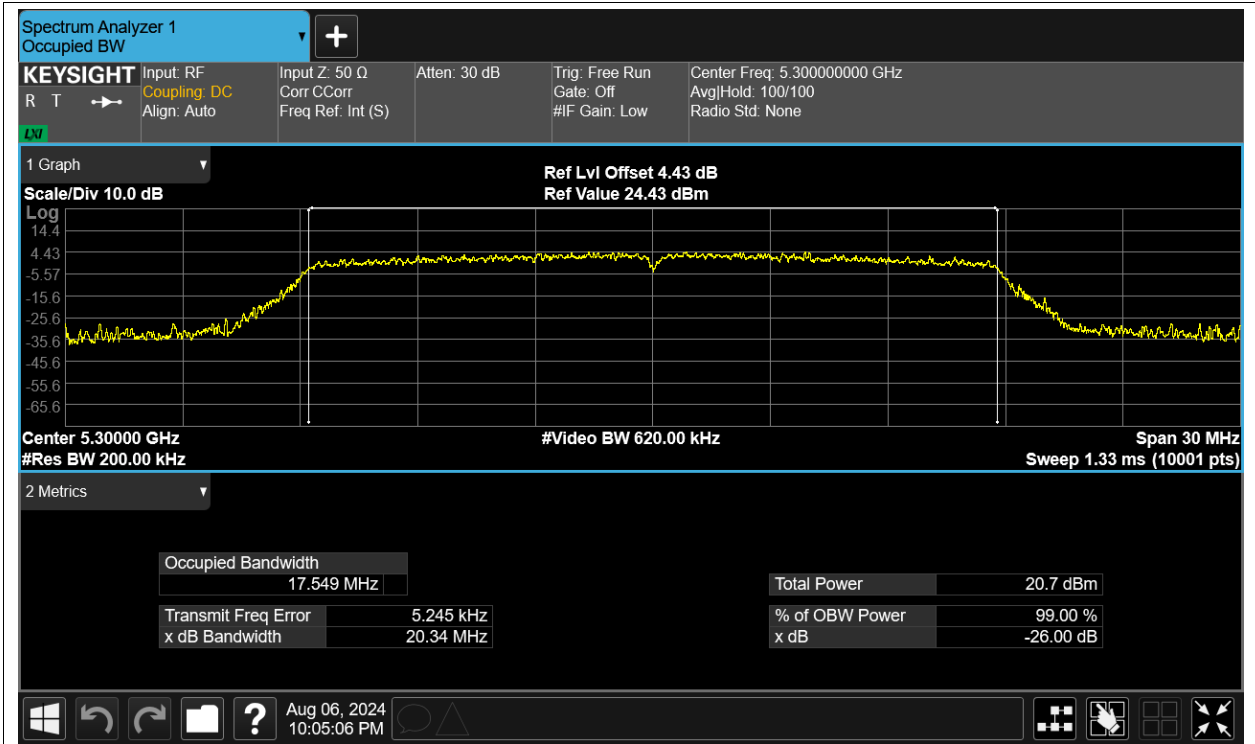 Spectrum Analyzer 1
Occupied BW
KEYSIGHT
R T
LXI
Input: RF
Coupling: DC
Align: Auto
Input Z: 50 Ω
Corr CCorr
Freq Ref: Int (S)
Atten: 30 dB
Trig: Free Run
Gate: Off
#IF Gain: Low
Center Freq: 5.300000000 GHz
Avg|Hold: 100/100
Radio Std: None
1 Graph
Scale/Div 10.0 dB
Ref Lvl Offset 4.43 dB
Ref Value 24.43 dBm
Log
14.4
4.43
-5.57
-15.6
-25.6
-35.6
-45.6
-55.6
-65.6
Center 5.30000 GHz
#Res BW 200.00 kHz
#Video BW 620.00 kHz
Span 30 MHz
Sweep 1.33 ms (10001 pts)
2 Metrics
Occupied Bandwidth
17.549 MHz
Transmit Freq Error 5.245 kHz
x dB Bandwidth 20.34 MHz
Total Power 20.7 dBm
% of OBW Power 99.00 %
x dB -26.00 dB
?
Aug 06, 2024
10:05:06 PM